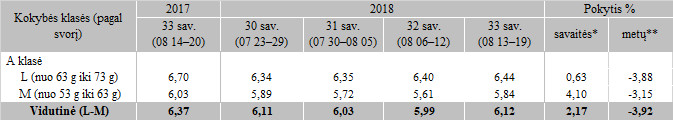 Kokybės klasės (pagal svorį) 2017 2018 Pokytis %
33 sav. (08 14–20) 30 sav. (07 23–29) 31 sav. (07 30–08 05) 32 sav. (08 06–12) 33 sav. (08 13–19) savaitės* metų**
A klasė
L (nuo 63 g iki 73 g) 6,70 6,34 6,35 6,40 6,44 0,63 -3,88
M (nuo 53 g iki 63 g) 6,03 5,89 5,72 5,61 5,84 4,10 -3,15
Vidutinė (L-M) 6,37 6,11 6,03 5,99 6,12 2,17 -3,92